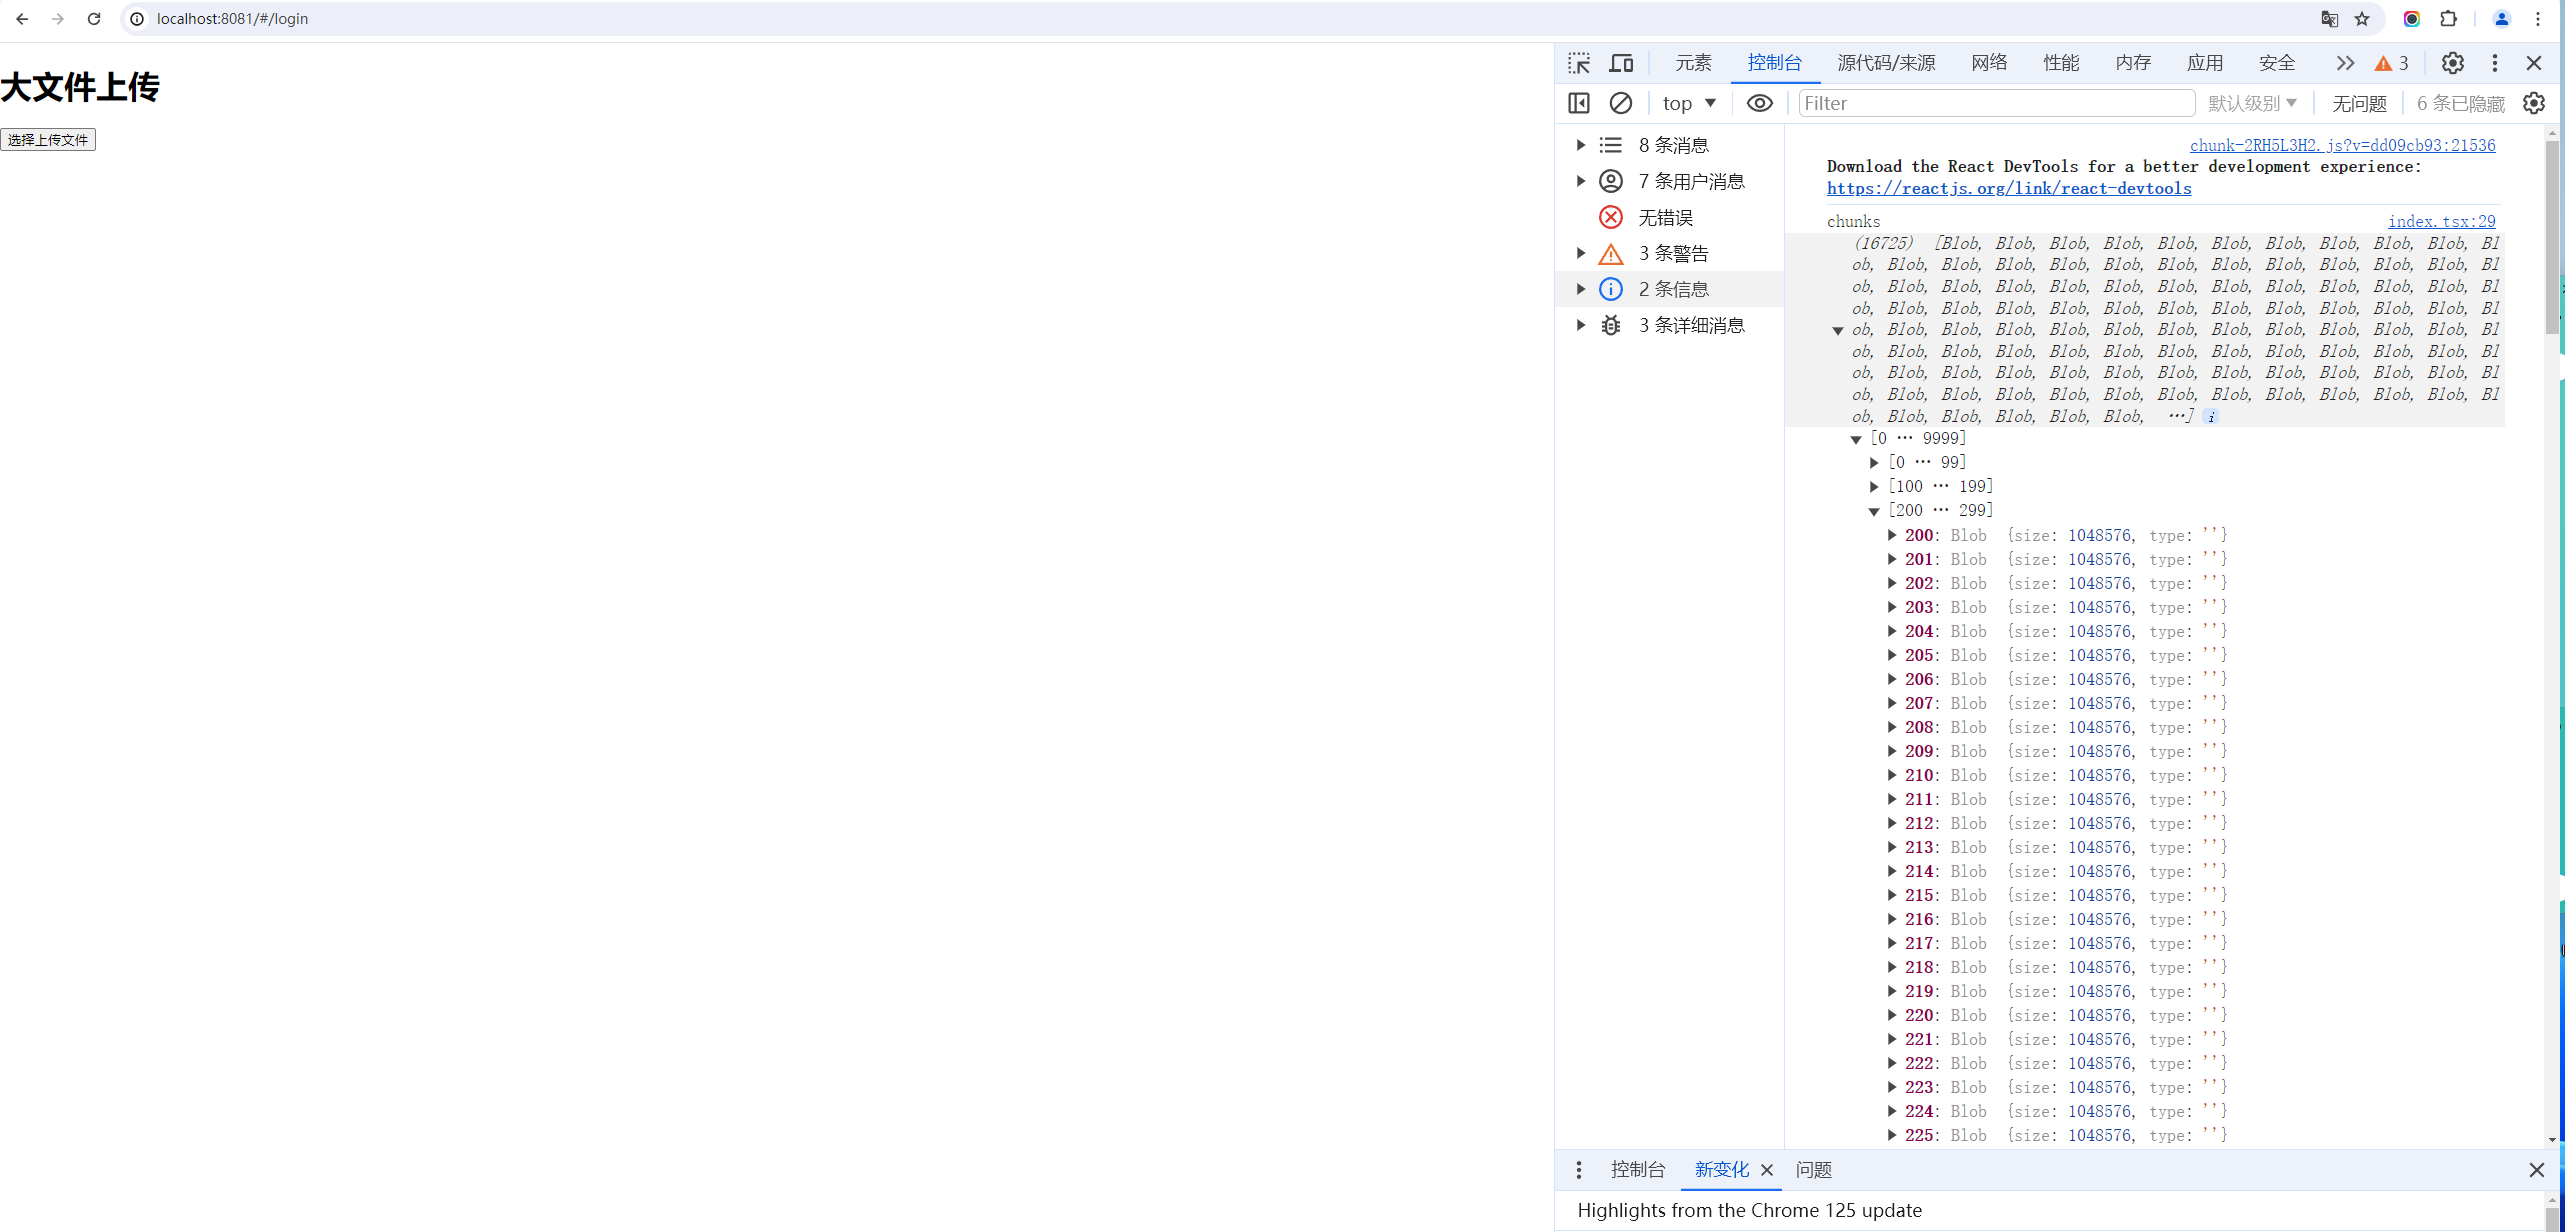 localhost:8081/#/login
大文件上传
选择上传文件
元素 控制台 源代码/来源 网络 性能 内存 应用 安全 3
top Filter 默认级别 无问题 6 条已隐藏
8 条消息
7 条用户消息
无错误
3 条警告
2 条信息
3 条详细消息
chunk-2RH5L3H2.js?v=dd09cb93:21536
Download the React DevTools for a better development experience:
https://reactjs.org/link/react-devtools
chunks index.tsx:29
(16725) [Blob, Blob, Blob, Blob, Blob, Blob, Blob, Blob, Blob, Blob, Bl
ob, Blob, Blob, Blob, Blob, Blob, Blob, Blob, Blob, Blob, Blob, Blob, Bl
ob, Blob, Blob, Blob, Blob, Blob, Blob, Blob, Blob, Blob, Blob, Blob, Bl
ob, Blob, Blob, Blob, Blob, Blob, Blob, Blob, Blob, Blob, Blob, Blob, Bl
ob, Blob, Blob, Blob, Blob, Blob, Blob, Blob, Blob, Blob, Blob, Blob, Bl
ob, Blob, Blob, Blob, Blob, Blob, Blob, Blob, Blob, Blob, Blob, Blob, Bl
ob, Blob, Blob, Blob, Blob, Blob, Blob, Blob, Blob, Blob, Blob, Blob, Bl
ob, Blob, Blob, Blob, Blob, Blob, Blob, Blob, Blob, Blob, Blob, Blob, Bl
ob, Blob, Blob, Blob, Blob, Blob, …] i
[0 … 9999]
[0 … 99]
[100 … 199]
[200 … 299]
200: Blob {size: 1048576, type: ''}
201: Blob {size: 1048576, type: ''}
202: Blob {size: 1048576, type: ''}
203: Blob {size: 1048576, type: ''}
204: Blob {size: 1048576, type: ''}
205: Blob {size: 1048576, type: ''}
206: Blob {size: 1048576, type: ''}
207: Blob {size: 1048576, type: ''}
208: Blob {size: 1048576, type: ''}
209: Blob {size: 1048576, type: ''}
210: Blob {size: 1048576, type: ''}
211: Blob {size: 1048576, type: ''}
212: Blob {size: 1048576, type: ''}
213: Blob {size: 1048576, type: ''}
214: Blob {size: 1048576, type: ''}
215: Blob {size: 1048576, type: ''}
216: Blob {size: 1048576, type: ''}
217: Blob {size: 1048576, type: ''}
218: Blob {size: 1048576, type: ''}
219: Blob {size: 1048576, type: ''}
220: Blob {size: 1048576, type: ''}
221: Blob {size: 1048576, type: ''}
222: Blob {size: 1048576, type: ''}
223: Blob {size: 1048576, type: ''}
224: Blob {size: 1048576, type: ''}
225: Blob {size: 1048576, type: ''}
控制台 新变化 问题
Highlights from the Chrome 125 update